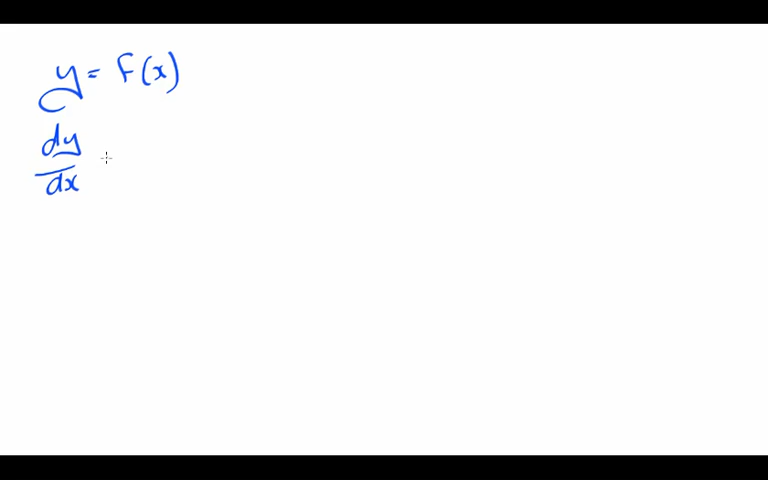 y = F(x)
dy
dx